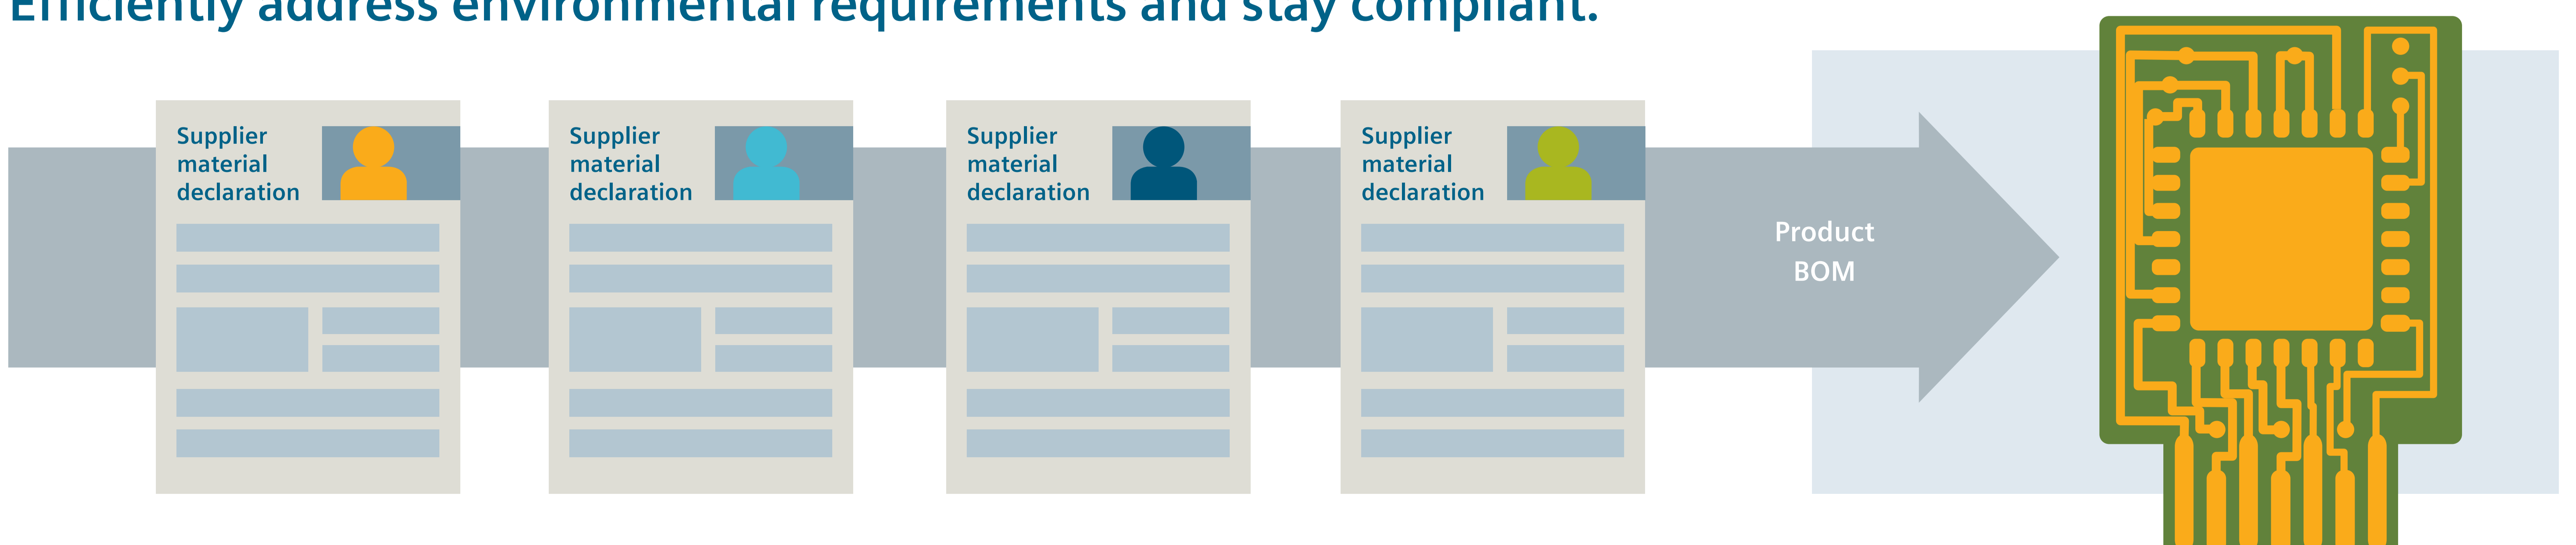 Efficiently address environmental requirements and stay compliant.
Supplier
material
declaration
Supplier
material
declaration
Supplier
material
declaration
Supplier
material
declaration
Product
BOM